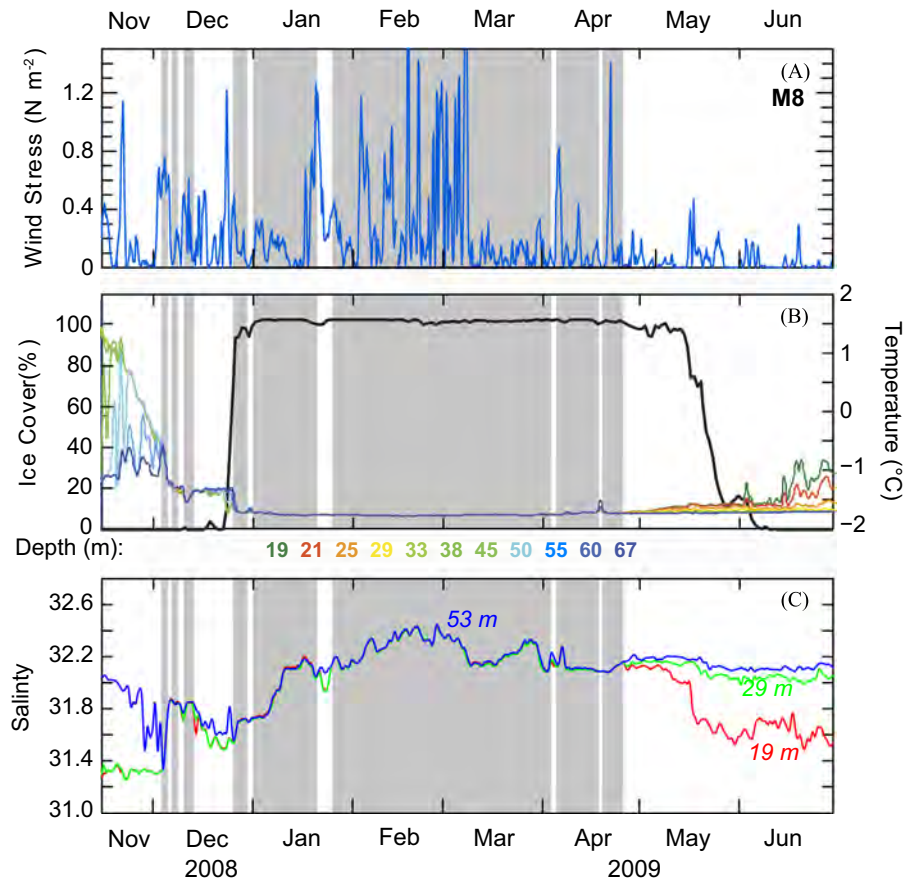 Nov Dec Jan Feb Mar Apr May Jun
(A)
M8
Wind Stress (N m-2)
1.2
0.8
0.4
0
(B)
Ice Cover(%)
100
80
60
40
20
0
Temperature (°C)
2
1
0
−1
−2
Depth (m): 19 21 25 29 33 38 45 50 55 60 67
(C)
Salinty
32.6
32.2
31.8
31.4
31.0
53 m
29 m
19 m
Nov Dec Jan Feb Mar Apr May Jun
2008 2009